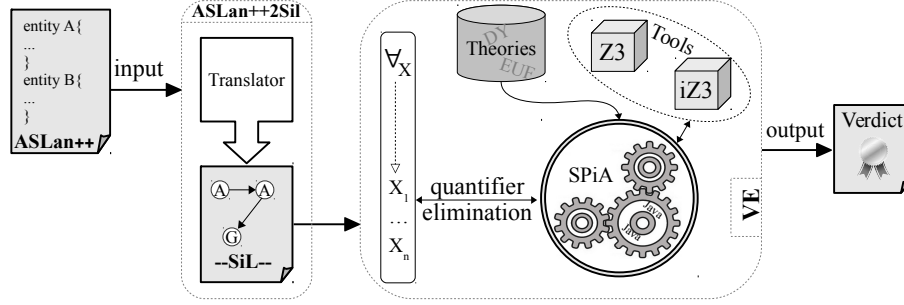 entity A{
...
}
entity B{
...
}
ASLan++
input
ASLan++2Sil
Translator
A
A
G
--SiL--
∀X
X1
...
Xn
quantifier
elimination
Theories
DY
EUF
Tools
Z3
iZ3
SPiA
Java
Java
VE
output
Verdict